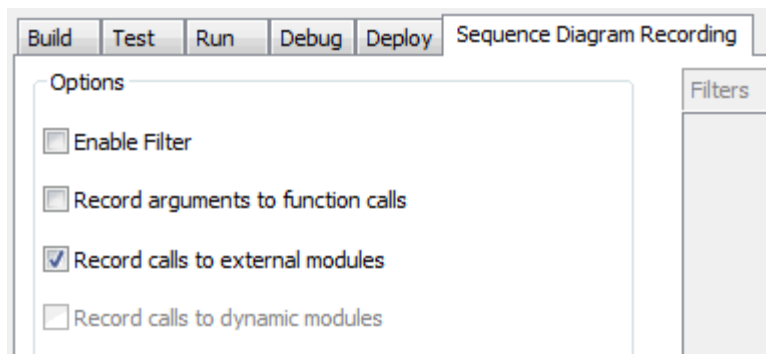 Build Test Run Debug Deploy Sequence Diagram Recording
Options
Filters
Enable Filter
Record arguments to function calls
Record calls to external modules
Record calls to dynamic modules